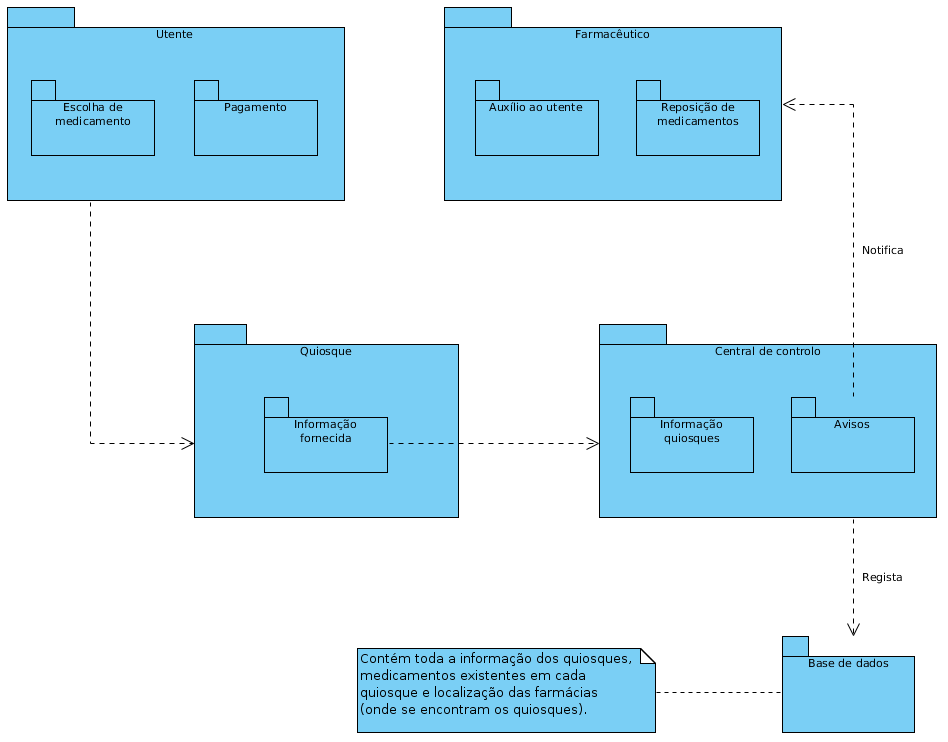 Utente
Escolha de
medicamento
Pagamento
Farmacêutico
Auxílio ao utente
Reposição de
medicamentos
Notifica
Quiosque
Informação
fornecida
Central de controlo
Informação
quiosques
Avisos
Regista
Base de dados
Contém toda a informação dos quiosques,
medicamentos existentes em cada
quiosque e localização das farmácias
(onde se encontram os quiosques).